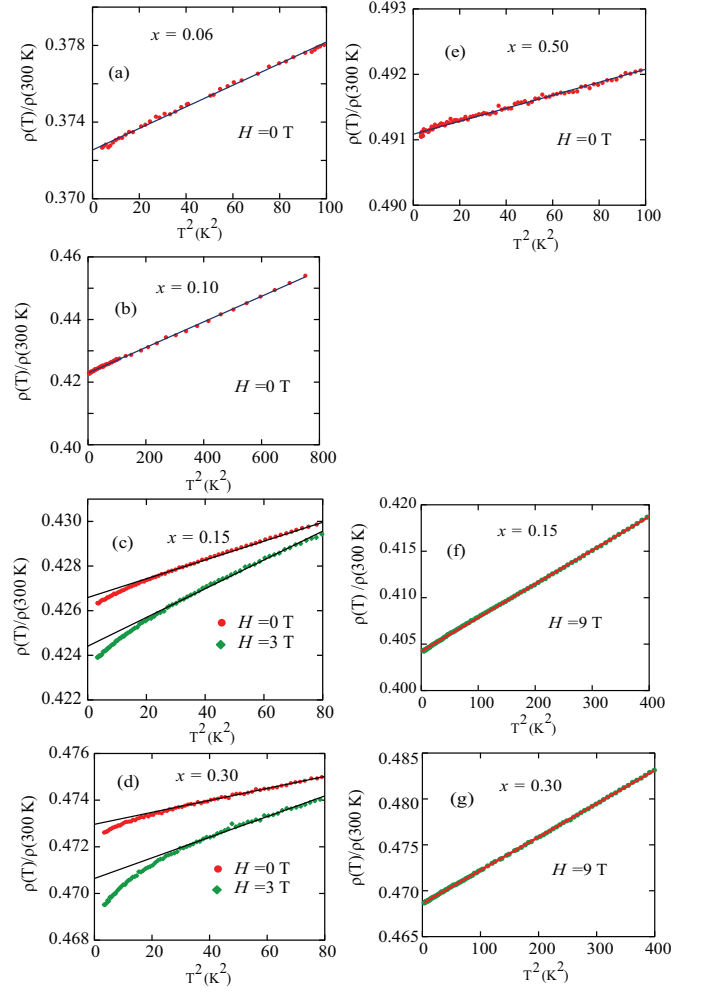 0.378
0.374
0.370
ρ(T)/ρ(300 K)
(a)
x = 0.06
H =0 T
0 20 40 60 80 100
T²(K²)
0.493
0.492
0.491
0.490
ρ(T)/ρ(300 K)
(e)
x = 0.50
H =0 T
0 20 40 60 80 100
T²(K²)
0.46
0.44
0.42
0.40
ρ(T)/ρ(300 K)
(b)
x = 0.10
H =0 T
0 200 400 600 800
T²(K²)
0.430
0.428
0.426
0.424
0.422
ρ(T)/ρ(300 K)
(c)
x = 0.15
H =0 T
H =3 T
0 20 40 60 80
T²(K²)
0.420
0.415
0.410
0.405
0.400
ρ(T) /ρ(300 K)
(f)
x = 0.15
H =9 T
0 100 200 300 400
T²(K²)
0.476
0.474
0.472
0.470
0.468
ρ(T)/ρ(300 K)
(d)
x = 0.30
H =0 T
H =3 T
0 20 40 60 80
T²(K²)
0.485
0.480
0.475
0.470
0.465
ρ(T)/ρ(300 K)
(g)
x = 0.30
H =9 T
0 100 200 300 400
T²(K²)